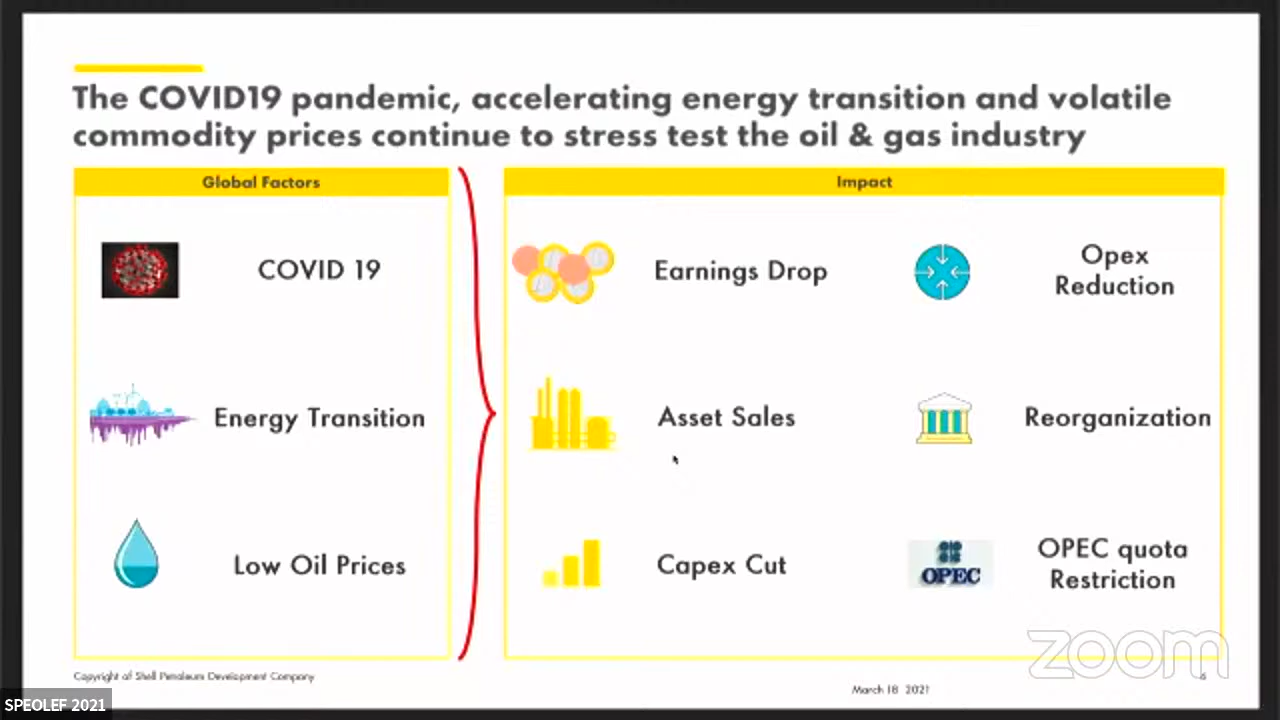 The COVID19 pandemic, accelerating energy transition and volatile
commodity prices continue to stress test the oil & gas industry
Global Factors
COVID 19
Energy Transition
Low Oil Prices
Impact
Earnings Drop
Opex
Reduction
Asset Sales
Reorganization
Capex Cut
OPEC
OPEC quota
Restriction
zoom
Copyright of Shell Petroleum Development Company
March 18 2021
6
SPEOLEF 2021